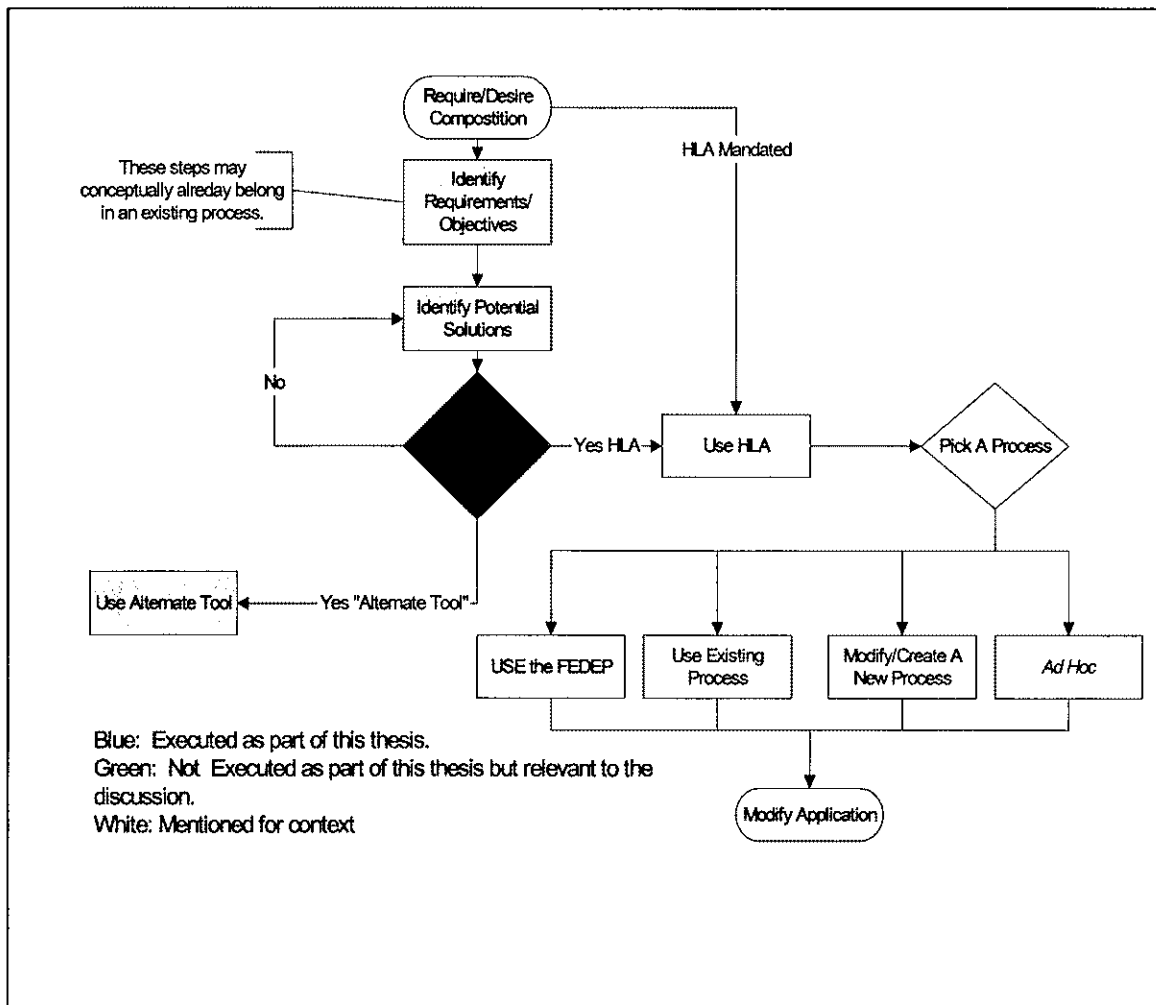 Require/Desire
Compostition
HLA Mandated
These steps may
conceptually alreday belong
in an existing process.
Identify
Requirements/
Objectives
Identify Potential
Solutions
No
Yes HLA
Use HLA
Pick A Process
Use Alternate Tool
Yes "Alternate Tool"
USE the FEDEP
Use Existing
Process
Modify/Create A
New Process
Ad Hoc
Blue: Executed as part of this thesis.
Green: Not Executed as part of this thesis but relevant to the
discussion.
White: Mentioned for context
Modify Application